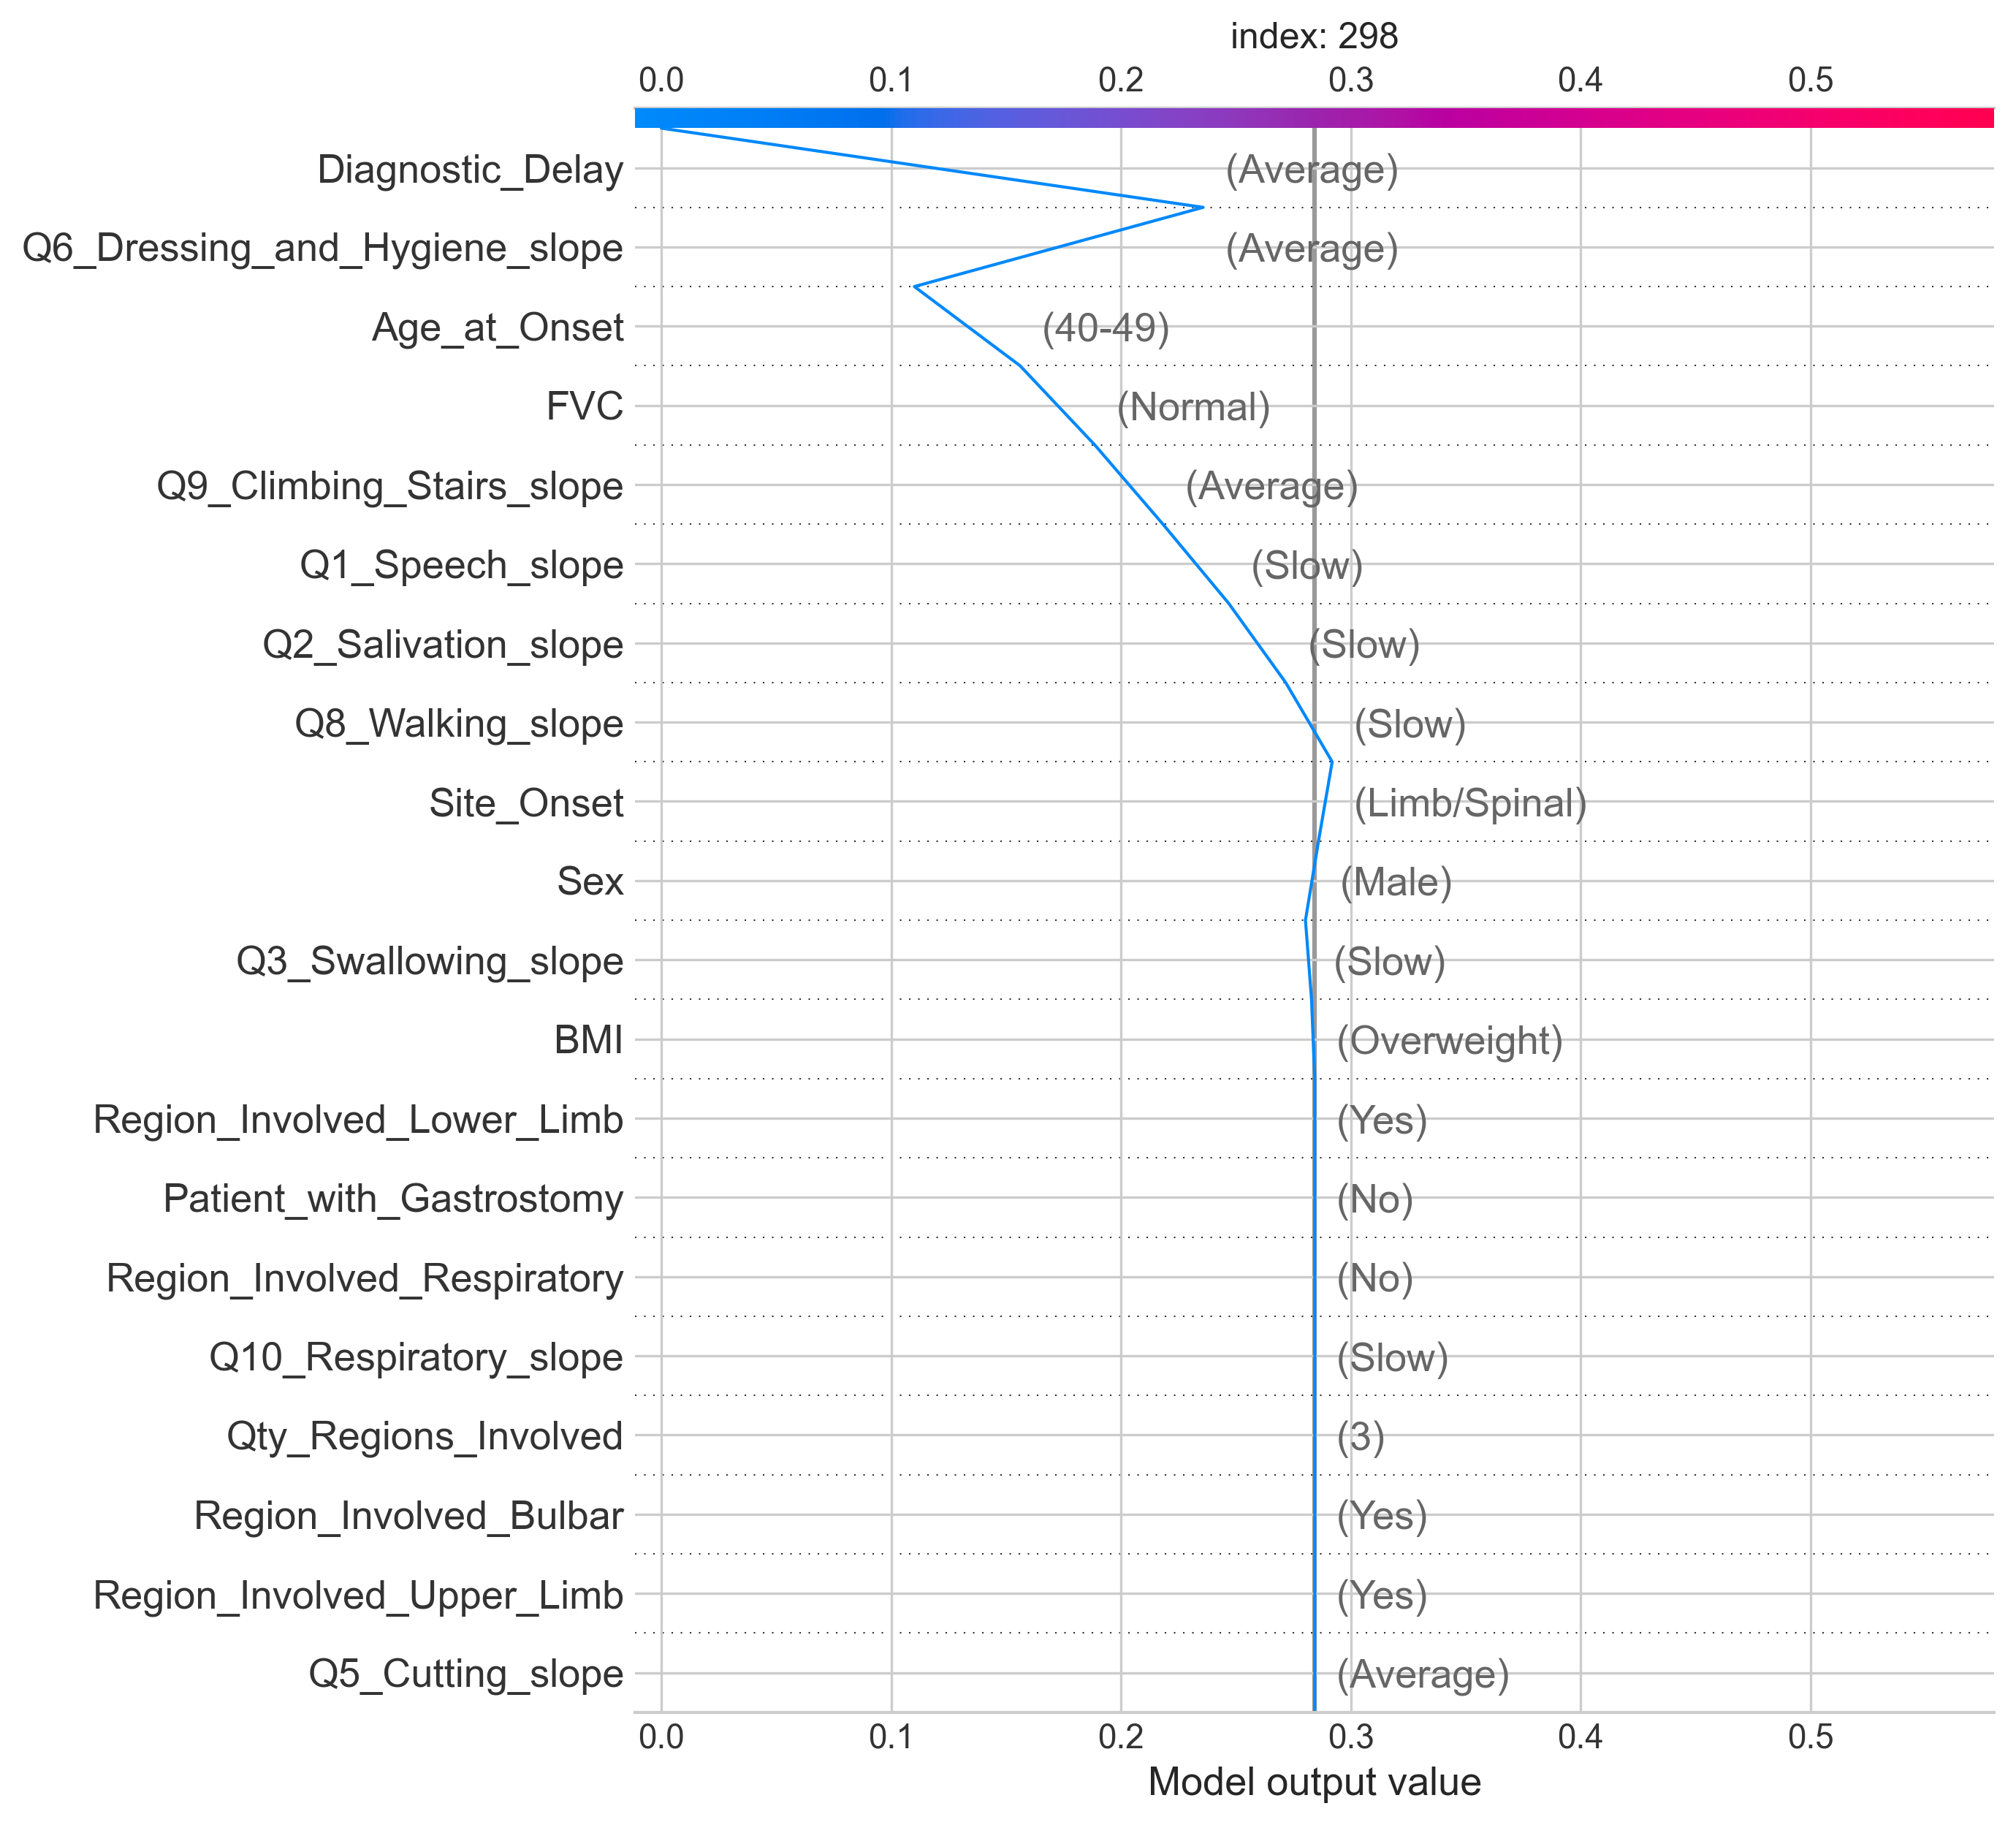 index: 298
0.0 0.1 0.2 0.3 0.4 0.5
Diagnostic_Delay (Average)
Q6_Dressing_and_Hygiene_slope (Average)
Age_at_Onset (40-49)
FVC (Normal)
Q9_Climbing_Stairs_slope (Average)
Q1_Speech_slope (Slow)
Q2_Salivation_slope (Slow)
Q8_Walking_slope (Slow)
Site_Onset (Limb/Spinal)
Sex (Male)
Q3_Swallowing_slope (Slow)
BMI (Overweight)
Region_Involved_Lower_Limb (Yes)
Patient_with_Gastrostomy (No)
Region_Involved_Respiratory (No)
Q10_Respiratory_slope (Slow)
Qty_Regions_Involved (3)
Region_Involved_Bulbar (Yes)
Region_Involved_Upper_Limb (Yes)
Q5_Cutting_slope (Average)
0.0 0.1 0.2 0.3 0.4 0.5
Model output value